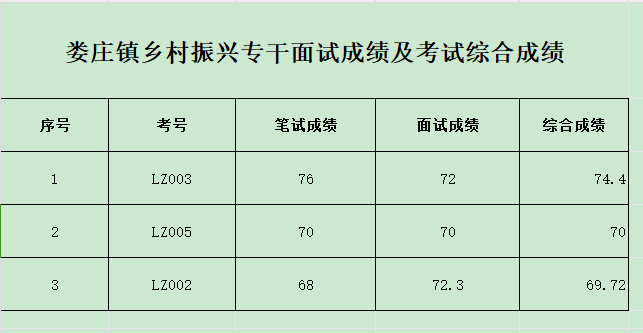 娄庄镇乡村振兴专干面试成绩及考试综合成绩
序号 考号 笔试成绩 面试成绩 综合成绩
1 LZ003 76 72 74.4
2 LZ005 70 70 70
3 LZ002 68 72.3 69.72